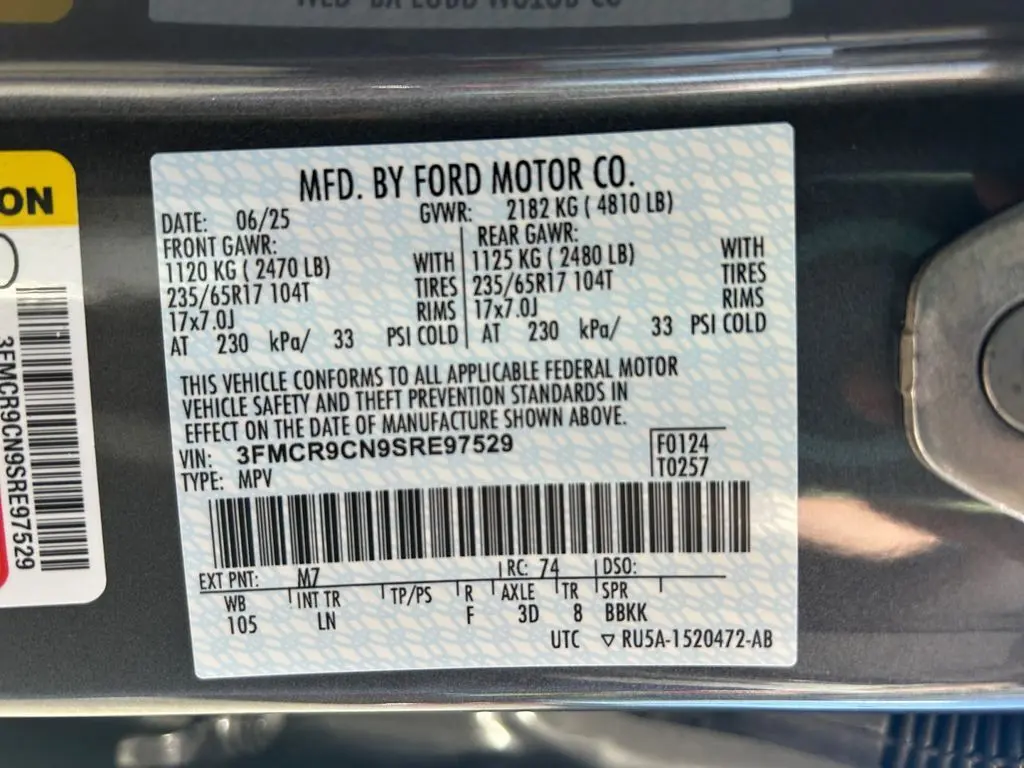 MFD. BY FORD MOTOR CO.
DATE: 06/25 GVWR: 2182 KG ( 4810 LB)
FRONT GAWR: REAR GAWR:
1120 KG ( 2470 LB) WITH 1125 KG ( 2480 LB) WITH
235/65R17 104T TIRES 235/65R17 104T TIRES
17x7.0J RIMS 17x7.0J RIMS
AT 230 kPa/ 33 PSI COLD AT 230 kPa/ 33 PSI COLD
THIS VEHICLE CONFORMS TO ALL APPLICABLE FEDERAL MOTOR
VEHICLE SAFETY AND THEFT PREVENTION STANDARDS IN
EFFECT ON THE DATE OF MANUFACTURE SHOWN ABOVE.
VIN: 3FMCR9CN9SRE97529 F0124
TYPE: MPV T0257
EXT PNT: M7 RC: 74 DSO:
WB INT TR TP/PS R AXLE TR SPR
105 LN F 3D 8 BBKK
UTC ▽ RU5A-1520472-AB
ON
3FMCR9CN9SRE97529